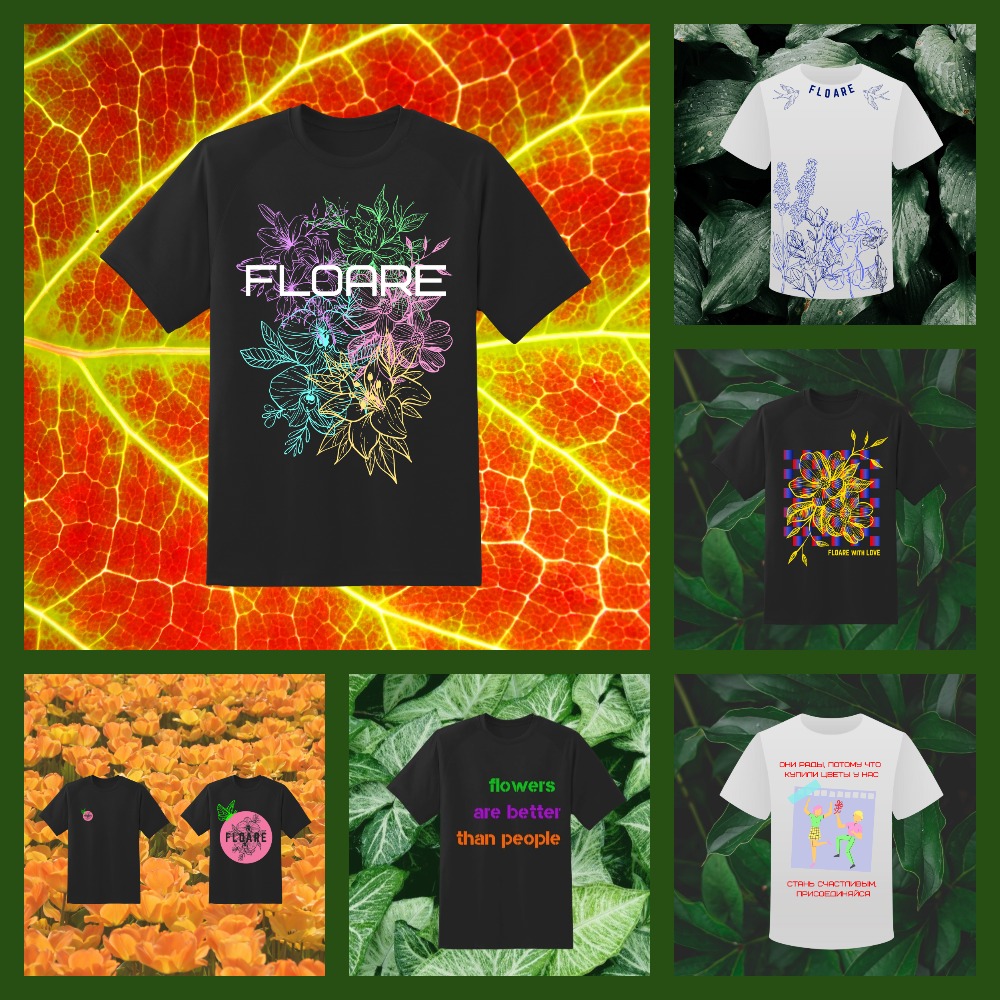 FLOARE
FLOARE
FLOARE WITH LOVE
FLOARE
flowers
are better
than people
ОНИ РАДЫ, ПОТОМУ ЧТО
КУПИЛИ ЦВЕТЫ У НАС
СТАНЬ СЧАСТЛИВЫМ,
ПРИСОЕДИНЯЙСЯ